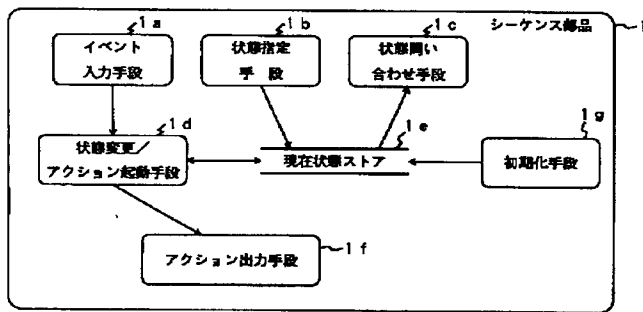 シーケンス部品
1
1a
イベント
入力手段
1b
状態指定
手 段
1c
状態問い
合わせ手段
1d
状態変更/
アクション起動手段
1e
現在状態ストア
1g
初期化手段
1f
アクション出力手段